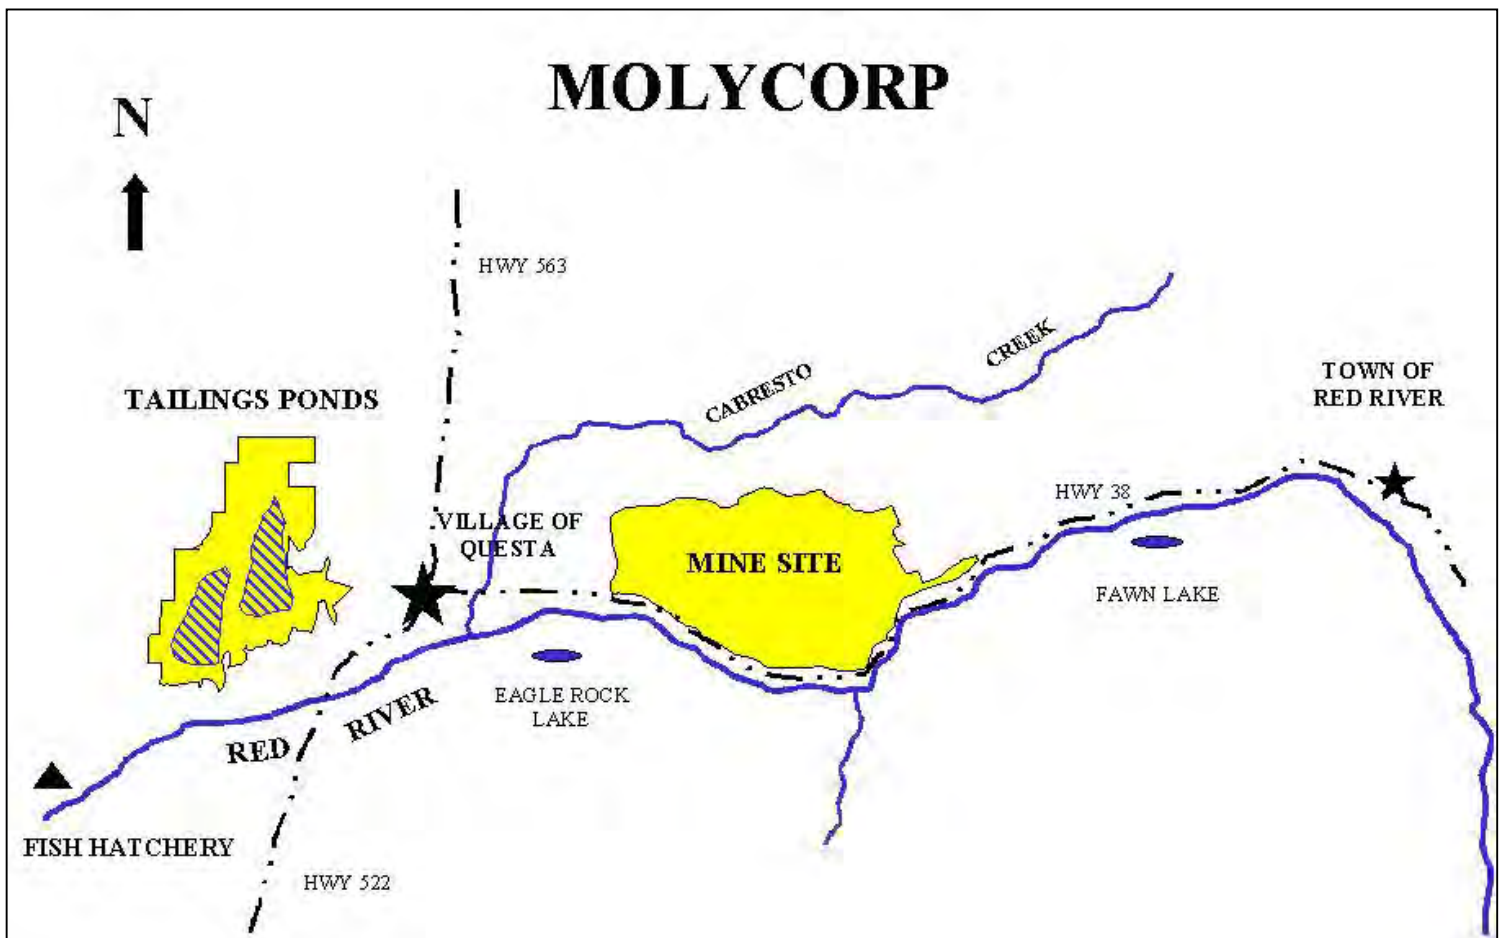 MOLYCORP
N
HWY 563
CABRESTO CREEK
TOWN OF
RED RIVER
TAILINGS PONDS
HWY 38
VILLAGE OF
QUESTA
MINE SITE
FAWN LAKE
EAGLE ROCK
LAKE
RED RIVER
FISH HATCHERY
HWY 522